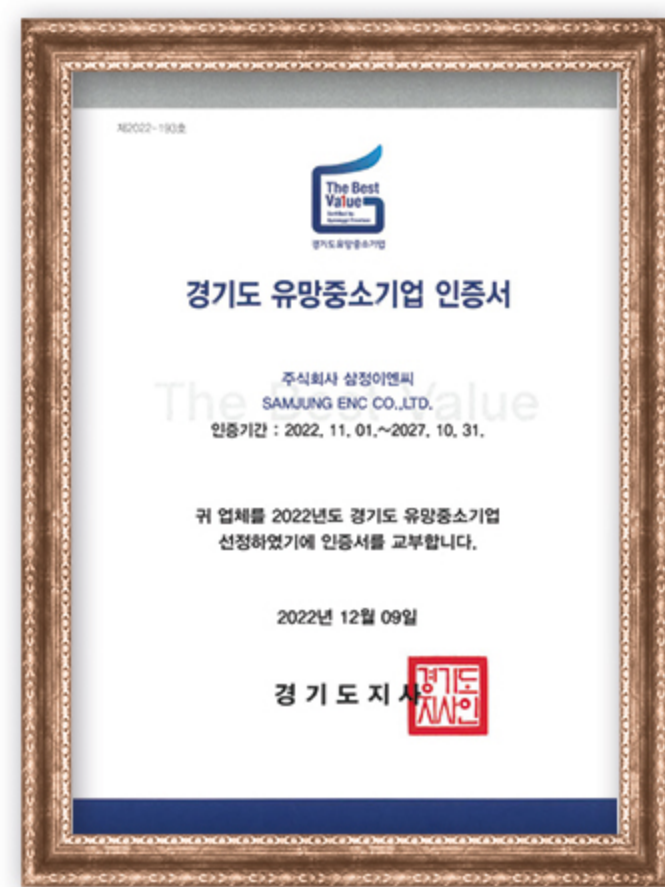 제2022-193호
The Best
Value
Certified by
Gyeonggi Province
경기도유망중소기업
경기도 유망중소기업 인증서
The Best Value
주식회사 삼정이엔씨
SAMJUNG ENC CO.,LTD.
인증기간 : 2022. 11. 01.~2027. 10. 31.
귀 업체를 2022년도 경기도 유망중소기업
선정하였기에 인증서를 교부합니다.
2022년 12월 09일
경 기 도 지 사
경기도
지사인